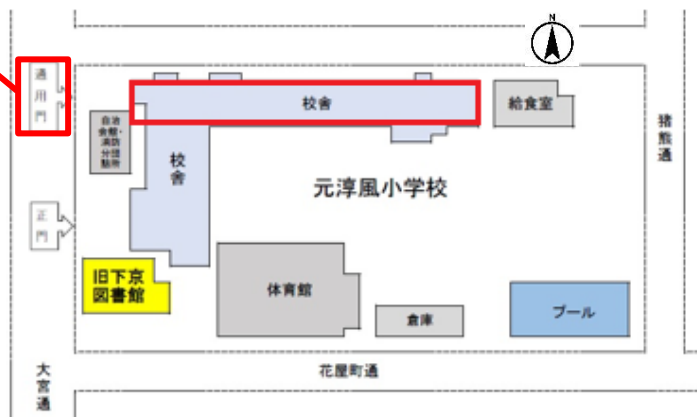 N
通用門
校舎
給食室
自治
会館・
消防
分団
詰所
猪熊通
校舎
元淳風小学校
正門
旧下京
図書館
体育館
倉庫
プール
大宮通
花屋町通